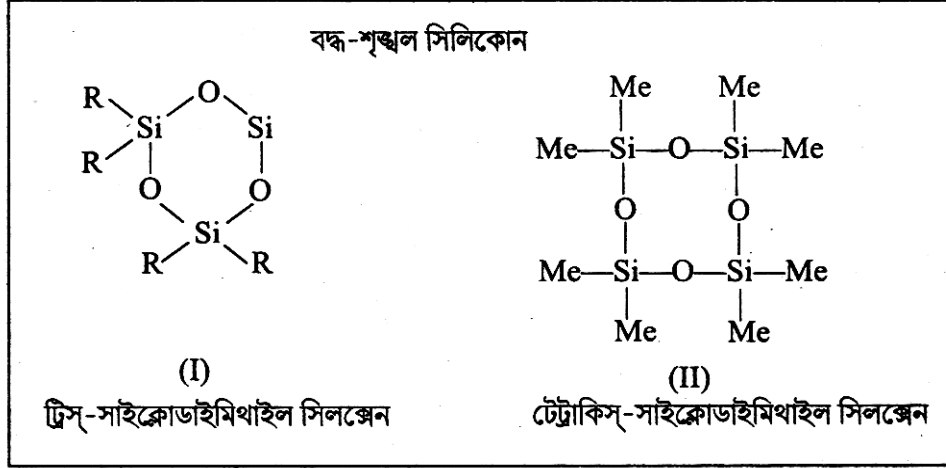 বদ্ধ-শৃঙ্খল সিলিকোন
R O
Si Si
R
O O
Si
R R
(I)
ট্রিস্-সাইক্লোডাইমিথাইল সিলক্সেন
Me Me
Me—Si—O—Si—Me
O O
Me—Si—O—Si—Me
Me Me
(II)
টেট্রাকিস্-সাইক্লোডাইমিথাইল সিলক্সেন